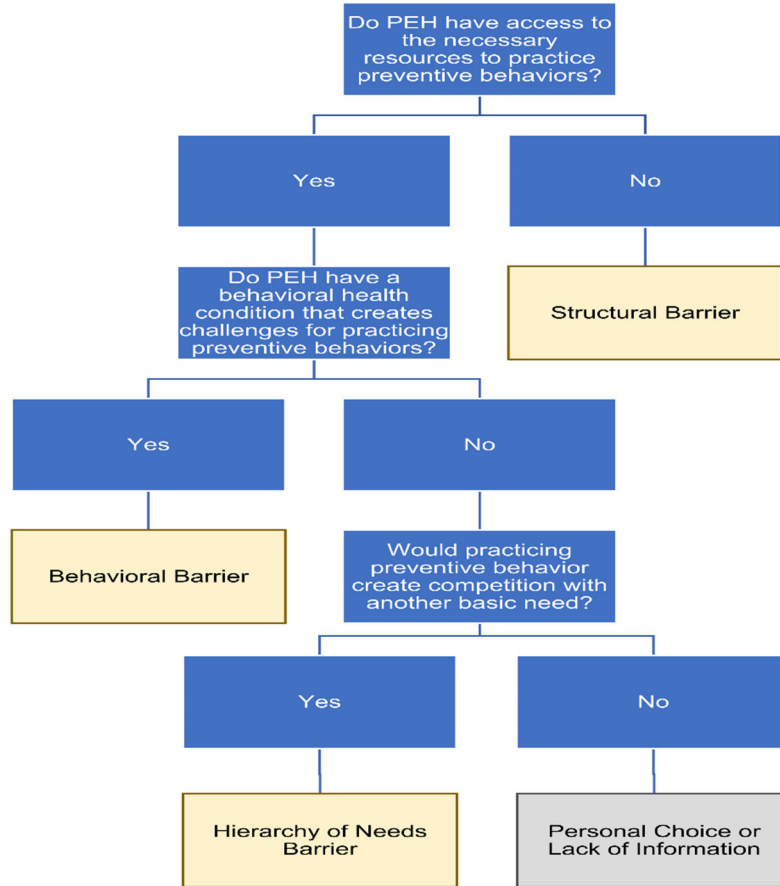 Do PEH have access to
the necessary
resources to practice
preventive behaviors?
Yes
No
Do PEH have a
behavioral health
condition that creates
challenges for practicing
preventive behaviors?
Structural Barrier
Yes
No
Behavioral Barrier
Would practicing
preventive behavior
create competition with
another basic need?
Yes
No
Hierarchy of Needs
Barrier
Personal Choice or
Lack of Information